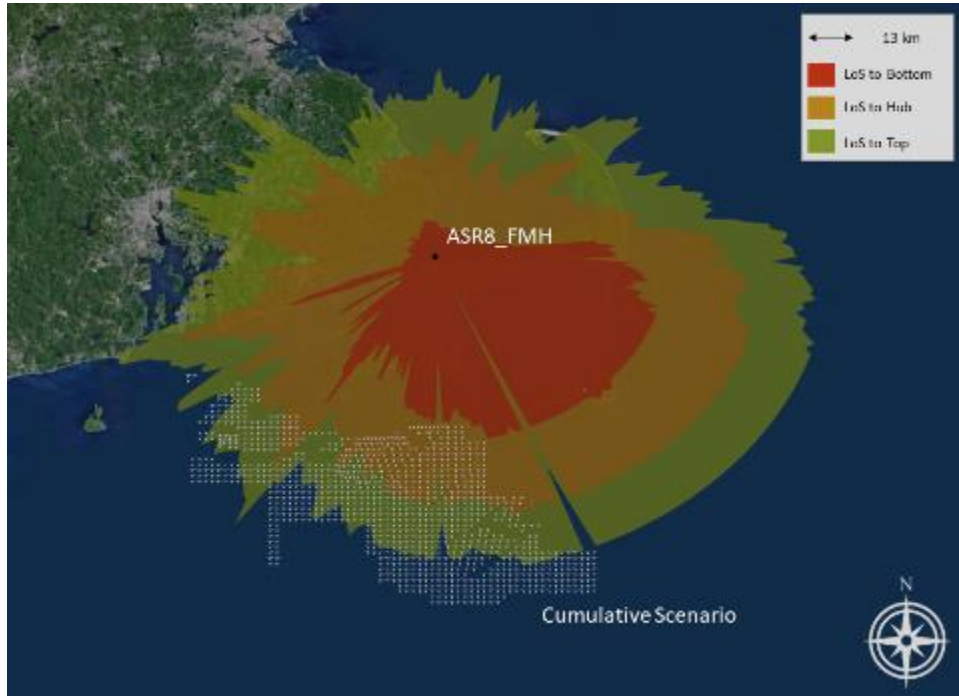 13 km
LoS to Bottom
LoS to Hub
LoS to Top
ASR8_FMH
Cumulative Scenario
N